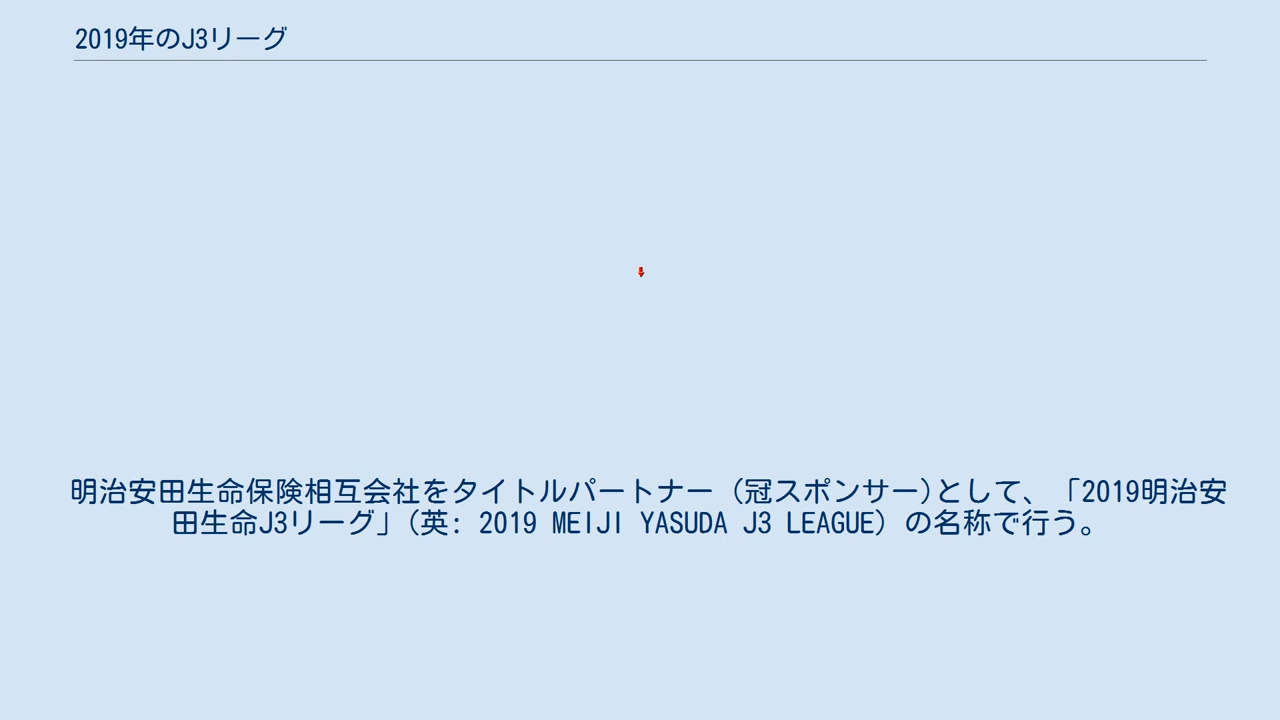 2019年のJ3リーグ
明治安田生命保険相互会社をタイトルパートナー (冠スポンサー)として、「2019明治安
田生命J3リーグ」(英: 2019 MEIJI YASUDA J3 LEAGUE) の名称で行う。